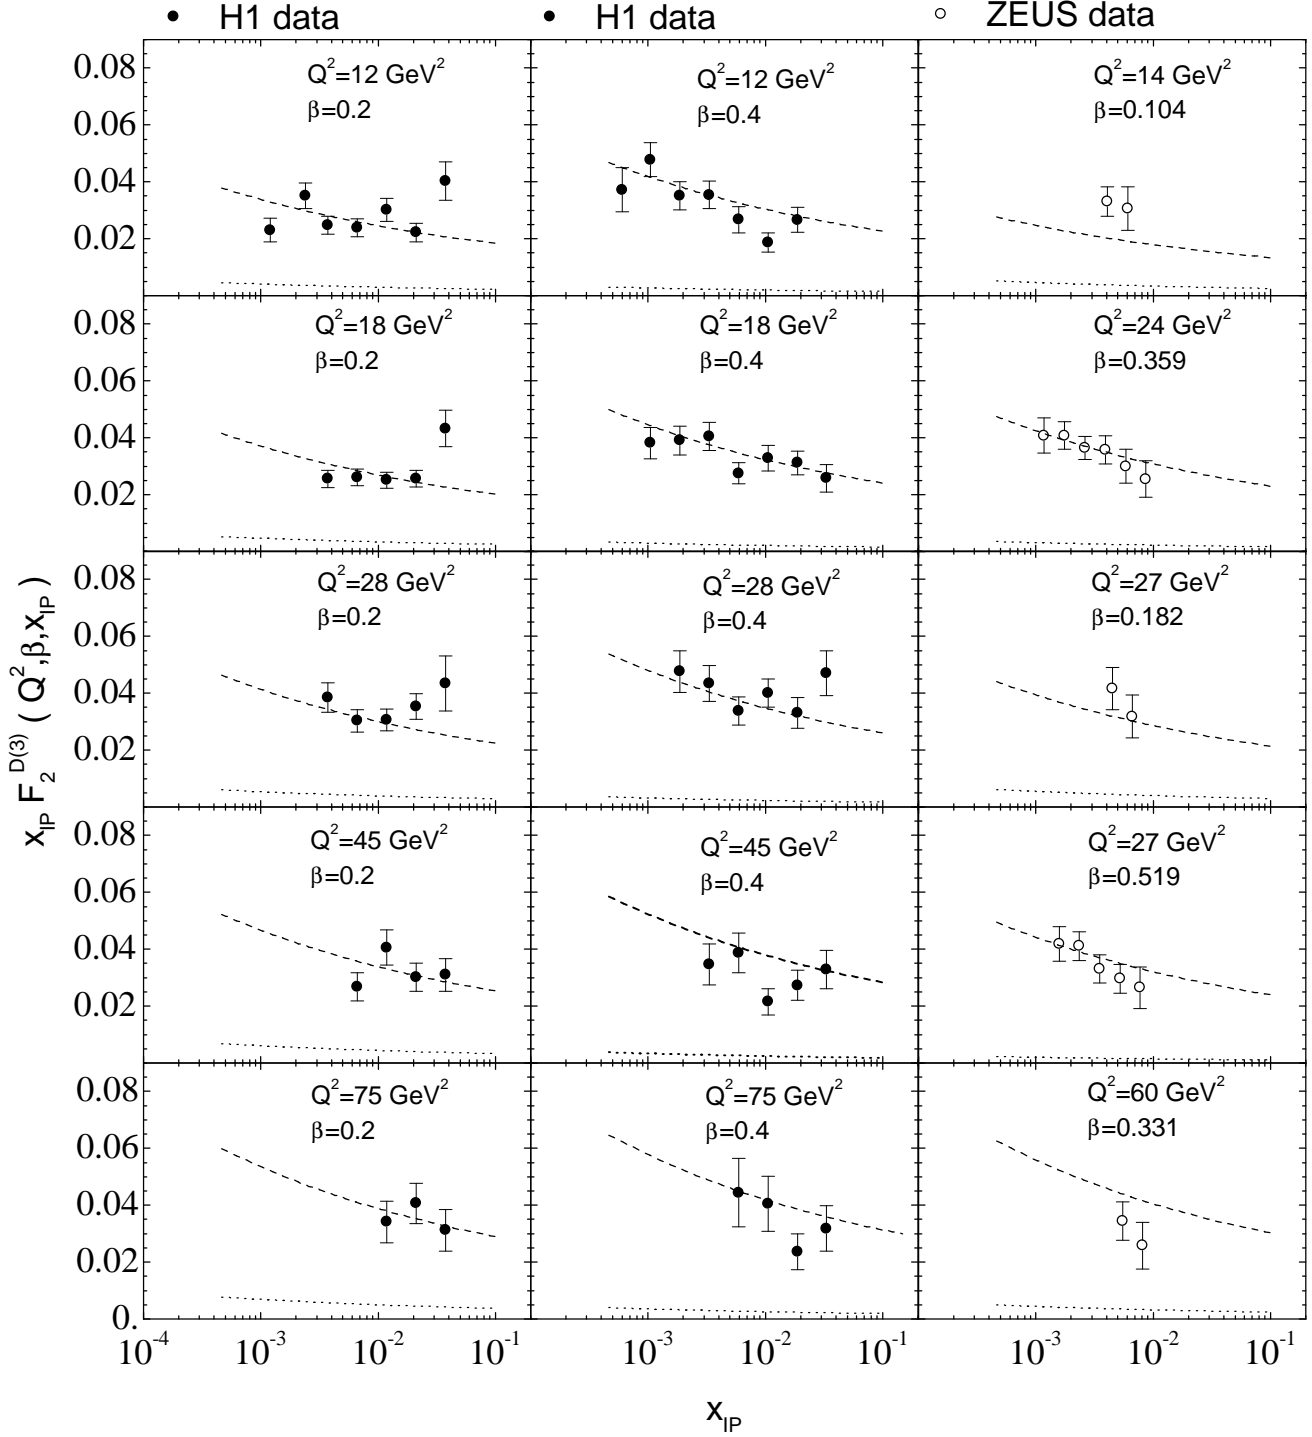 H1 data H1 data ZEUS data
0.08 Q²=12 GeV² Q²=12 GeV² Q²=14 GeV²
0.06 β=0.2 β=0.4 β=0.104
0.04
0.02
0.08 Q²=18 GeV² Q²=18 GeV² Q²=24 GeV²
0.06 β=0.2 β=0.4 β=0.359
0.04
0.02
0.08 Q²=28 GeV² Q²=28 GeV² Q²=27 GeV²
0.06 β=0.2 β=0.4 β=0.182
0.04
0.02
x_IP F₂^D(3) ( Q²,β,x_IP )
0.08 Q²=45 GeV² Q²=45 GeV² Q²=27 GeV²
0.06 β=0.2 β=0.4 β=0.519
0.04
0.02
0.08 Q²=75 GeV² Q²=75 GeV² Q²=60 GeV²
0.06 β=0.2 β=0.4 β=0.331
0.04
0.02
0.
10⁻⁴ 10⁻³ 10⁻² 10⁻¹ 10⁻³ 10⁻² 10⁻¹ 10⁻³ 10⁻² 10⁻¹
x_IP